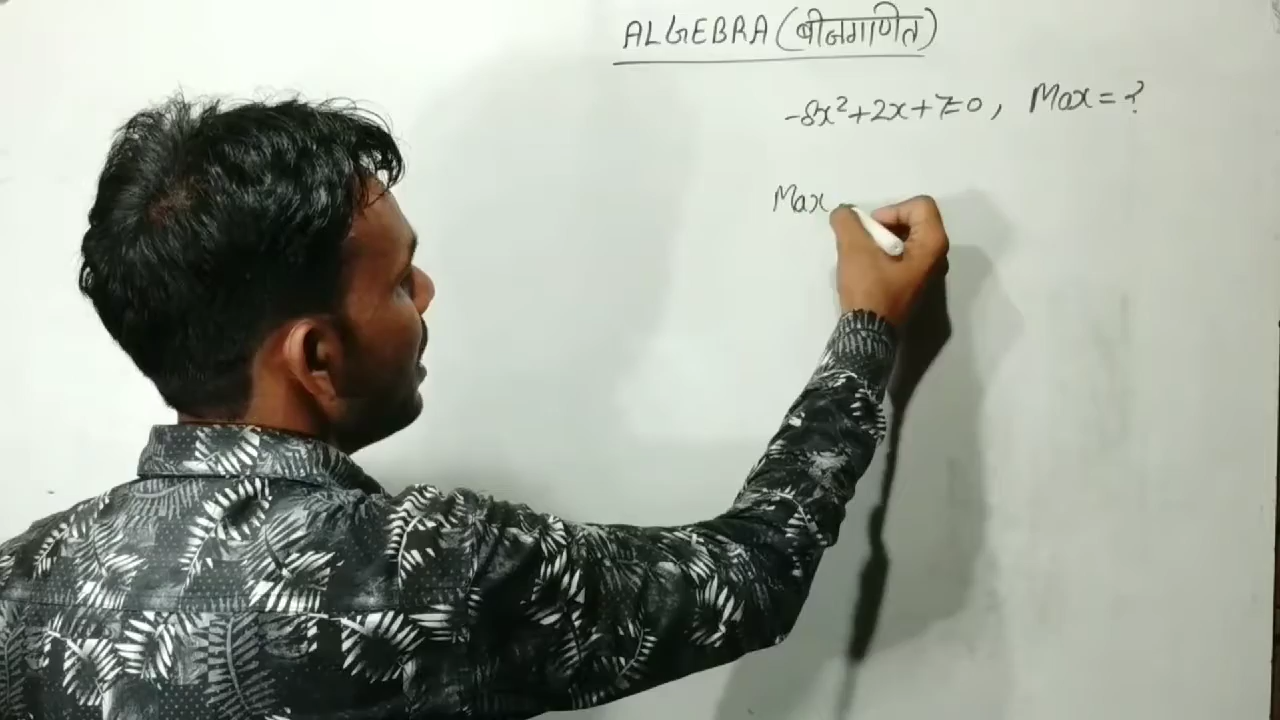 ALGEBRA (बीजगणित)
-8x²+2x+7=0, Max = ?
Max =